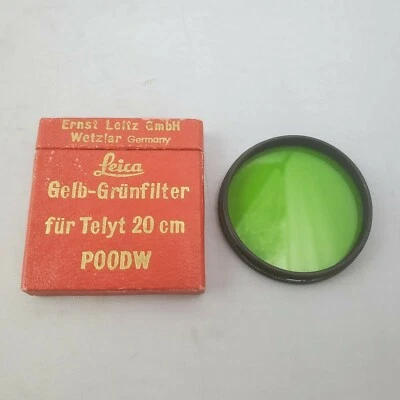 Ernst Leitz GmbH
Wetzlar Germany
Leica
Gelb-Grünfilter
für Telyt 20 cm
POODW